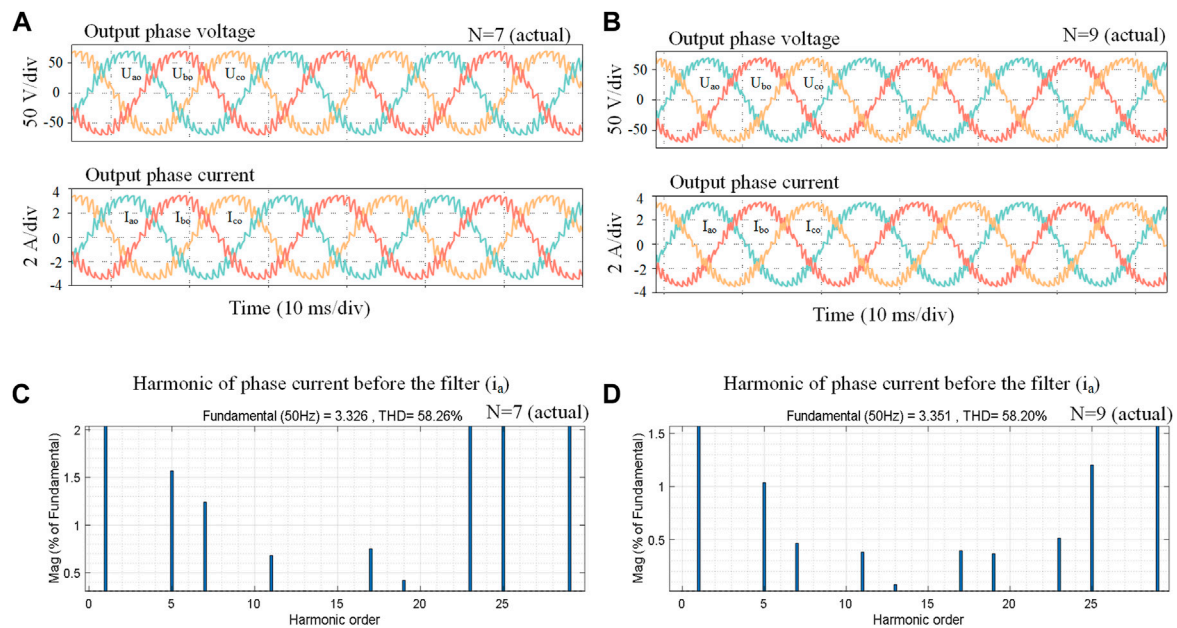 A
Output phase voltage
N=7 (actual)
50 V/div
50
0
-50
Uao
Ubo
Uco
Output phase current
2 A/div
4
2
0
-2
-4
Iao
Ibo
Ico
Time (10 ms/div)
B
Output phase voltage
N=9 (actual)
50 V/div
50
0
-50
Uao
Ubo
Uco
Output phase current
2 A/div
4
2
0
-2
-4
Iao
Ibo
Ico
Time (10 ms/div)
C
Harmonic of phase current before the filter (ia)
Fundamental (50Hz) = 3.326 , THD= 58.26%
N=7 (actual)
Mag (% of Fundamental)
2
1.5
1
0.5
0 5 10 15 20 25
Harmonic order
D
Harmonic of phase current before the filter (ia)
Fundamental (50Hz) = 3.351 , THD= 58.20%
N=9 (actual)
Mag (% of Fundamental)
1.5
1
0.5
0 5 10 15 20 25
Harmonic order